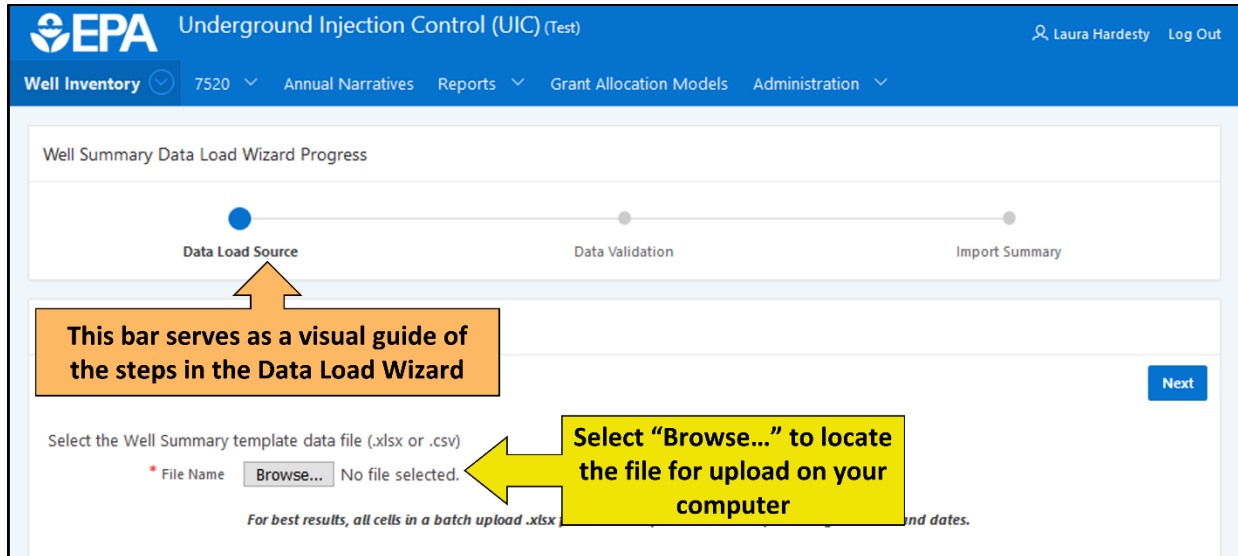 EPA Underground Injection Control (UIC) (Test)
Laura Hardesty Log Out
Well Inventory 7520 Annual Narratives Reports Grant Allocation Models Administration
Well Summary Data Load Wizard Progress
Data Load Source Data Validation Import Summary
This bar serves as a visual guide of
the steps in the Data Load Wizard
Next
Select the Well Summary template data file (.xlsx or .csv)
* File Name Browse... No file selected.
Select “Browse…” to locate
the file for upload on your
computer
For best results, all cells in a batch upload .xlsx and dates.